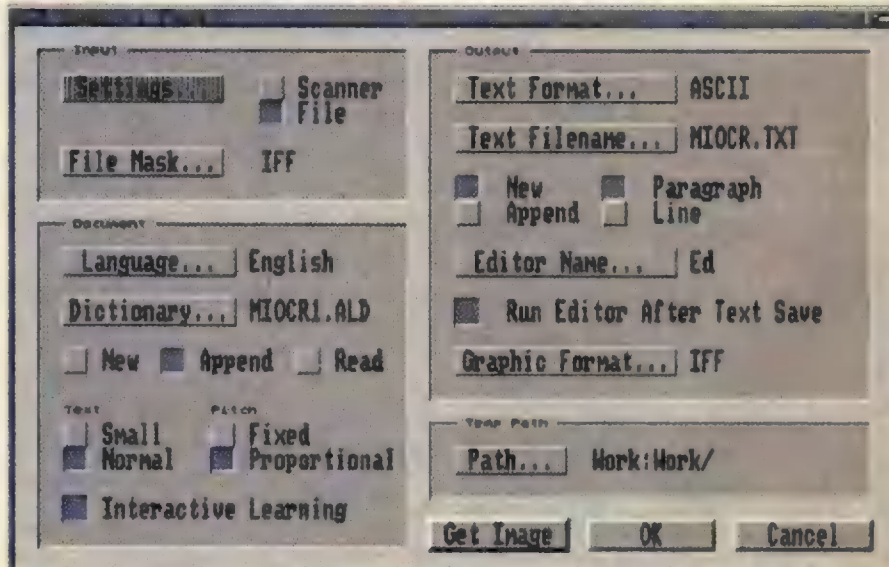 Input
Settings...
Scanner
File
File Mask... IFF
Document
Language... English
Dictionary... MIOCR1.ALD
New Append Read
Text Pitch
Small Fixed
Normal Proportional
Interactive Learning
Output
Text Format... ASCII
Text Filename... MIOCR.TXT
New Paragraph
Append Line
Editor Name... Ed
Run Editor After Text Save
Graphic Format... IFF
Temp Path
Path... Work:Work/
Get Image OK Cancel